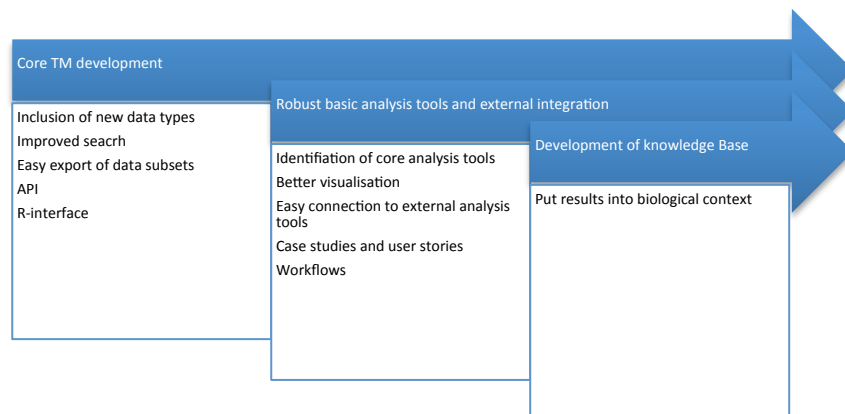 Core TM development
Inclusion of new data types
Improved seacrh
Easy export of data subsets
API
R-interface
Robust basic analysis tools and external integration
Identifiation of core analysis tools
Better visualisation
Easy connection to external analysis
tools
Case studies and user stories
Workflows
Development of knowledge Base
Put results into biological context